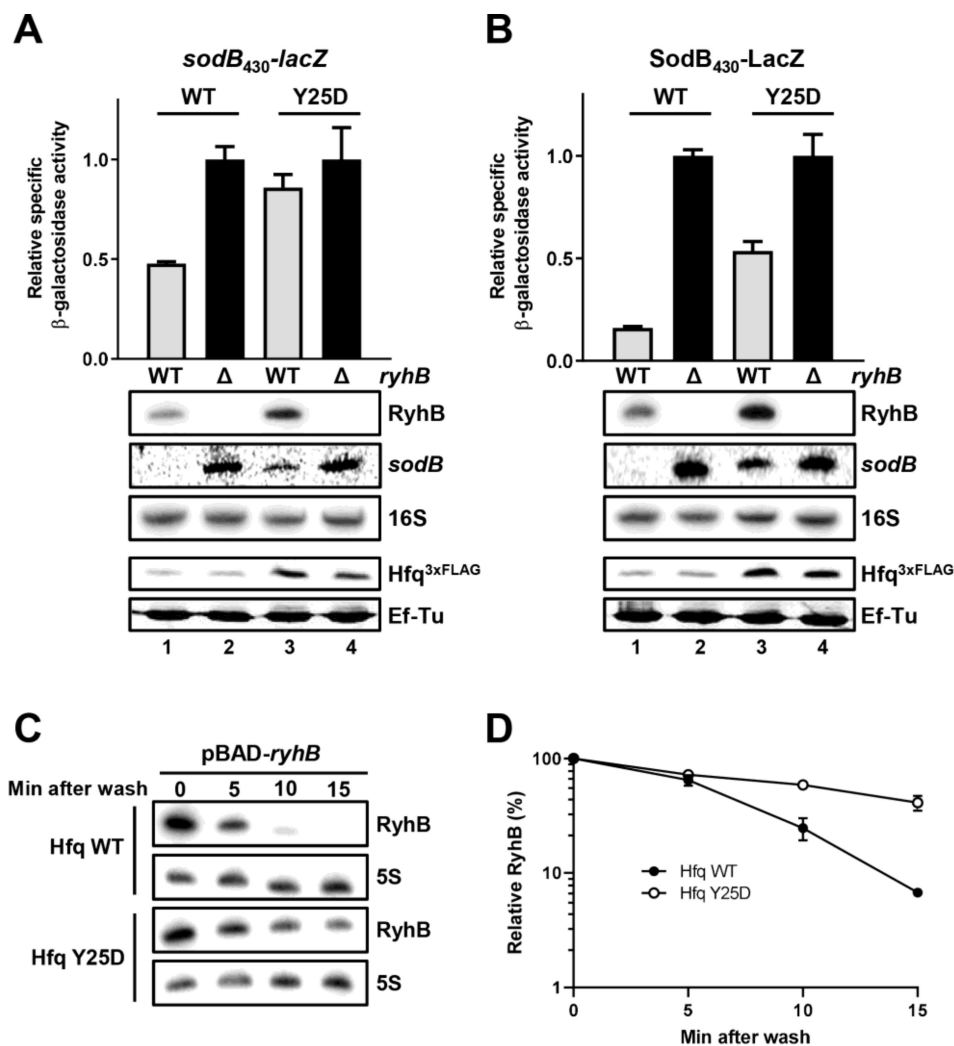 A
sodB430-lacZ
WT Y25D
Relative specific
β-galactosidase activity
1.0
0.5
0.0
WT Δ WT Δ ryhB
RyhB
sodB
16S
Hfq3xFLAG
Ef-Tu
1 2 3 4
B
SodB430-LacZ
WT Y25D
Relative specific
β-galactosidase activity
1.0
0.5
0.0
WT Δ WT Δ ryhB
RyhB
sodB
16S
Hfq3xFLAG
Ef-Tu
1 2 3 4
C
pBAD-ryhB
Min after wash 0 5 10 15
Hfq WT
RyhB
5S
Hfq Y25D
RyhB
5S
D
Relative RyhB (%)
100
10
1
Hfq WT
Hfq Y25D
0 5 10 15
Min after wash